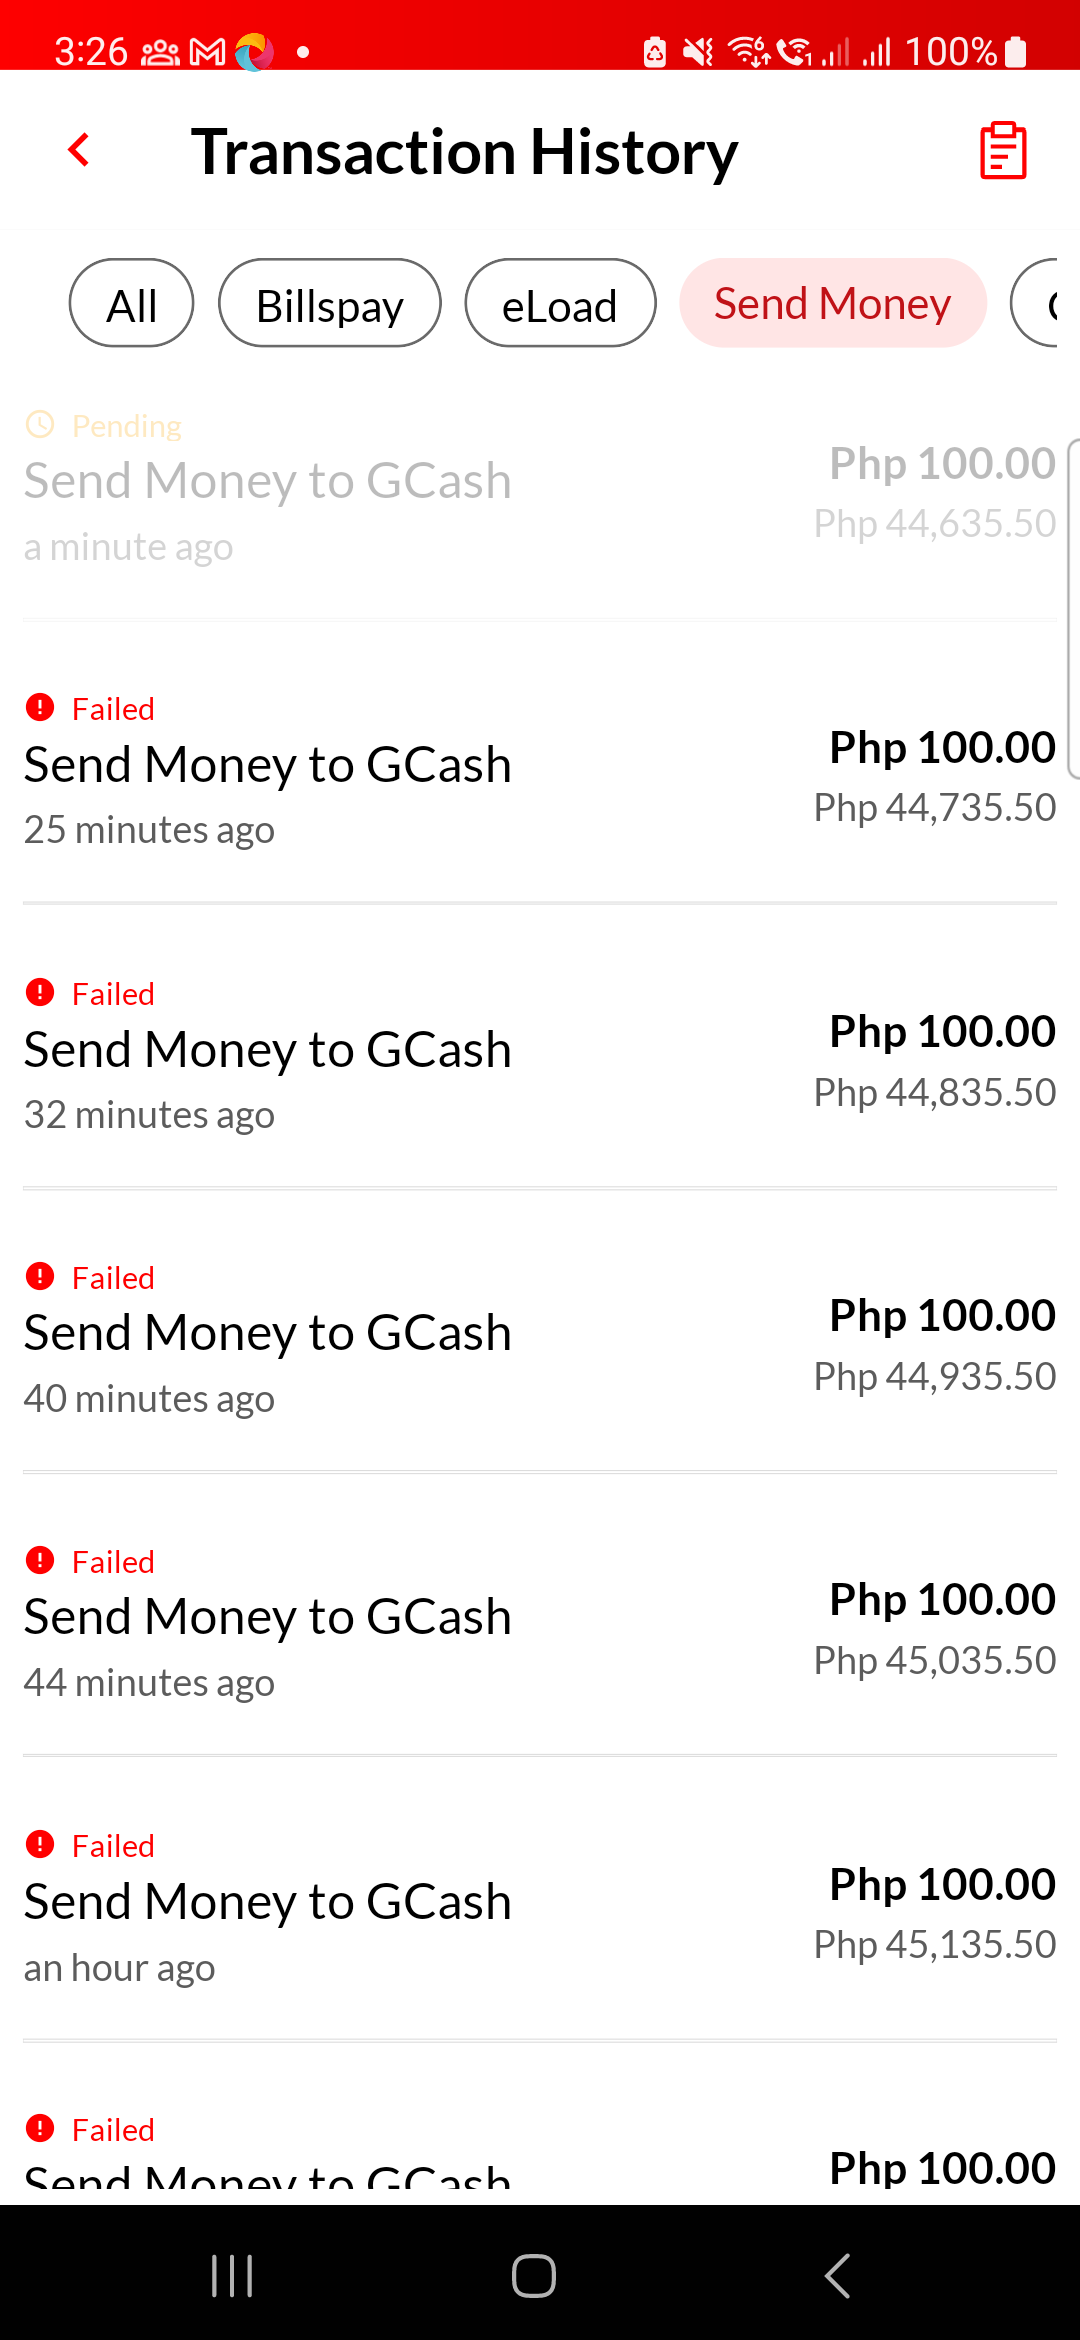 3:26
100%
Transaction History
All
Billspay
eLoad
Send Money
Pending
Send Money to GCash
a minute ago
Php 100.00
Php 44,635.50
Failed
Send Money to GCash
25 minutes ago
Php 100.00
Php 44,735.50
Failed
Send Money to GCash
32 minutes ago
Php 100.00
Php 44,835.50
Failed
Send Money to GCash
40 minutes ago
Php 100.00
Php 44,935.50
Failed
Send Money to GCash
44 minutes ago
Php 100.00
Php 45,035.50
Failed
Send Money to GCash
an hour ago
Php 100.00
Php 45,135.50
Failed
Send Money to GCash
Php 100.00